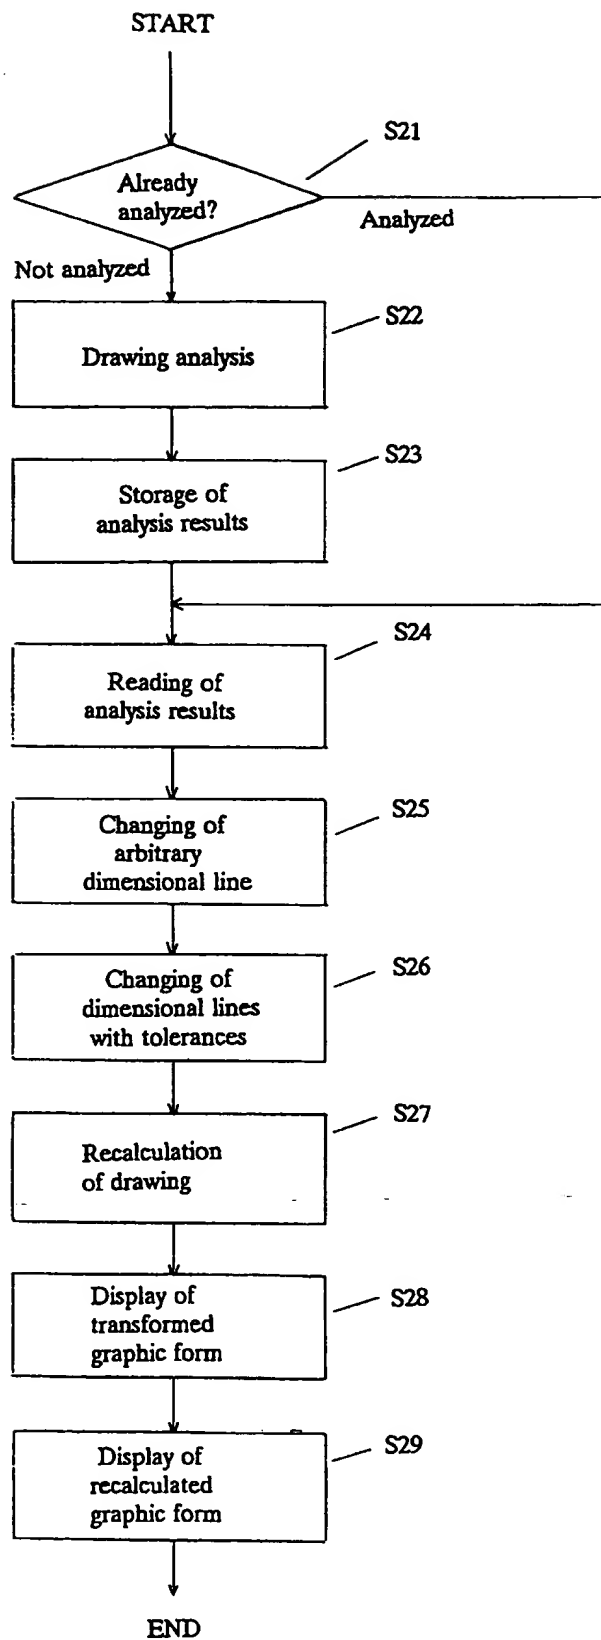 START
S21
Already
analyzed?
Analyzed
Not analyzed
S22
Drawing analysis
S23
Storage of
analysis results
S24
Reading of
analysis results
S25
Changing of
arbitrary
dimensional line
S26
Changing of
dimensional lines
with tolerances
S27
Recalculation
of drawing
S28
Display of
transformed
graphic form
S29
Display of
recalculated
graphic form
END